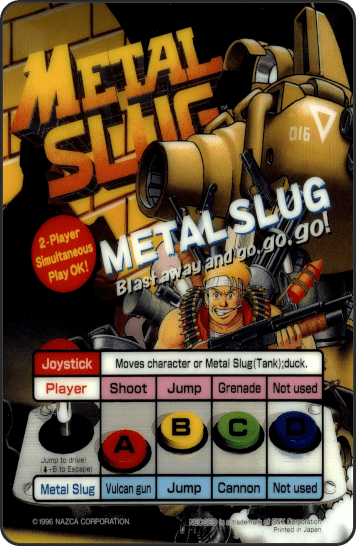 METAL
SLUG
TM
016
METAL SLUG
Blast away and go, go, go!
2-Player
Simultaneous
Play OK!
Joystick Moves character or Metal Slug(Tank);duck.
Player Shoot Jump Grenade Not used
A B C D
Jump to drive!
(⬇+B to Escape)
Metal Slug Vulcan gun Jump Cannon Not used
©1996 NAZCA CORPORATION.
NEO-GEO is a trademark of SNK Corporation
Printed in Japan